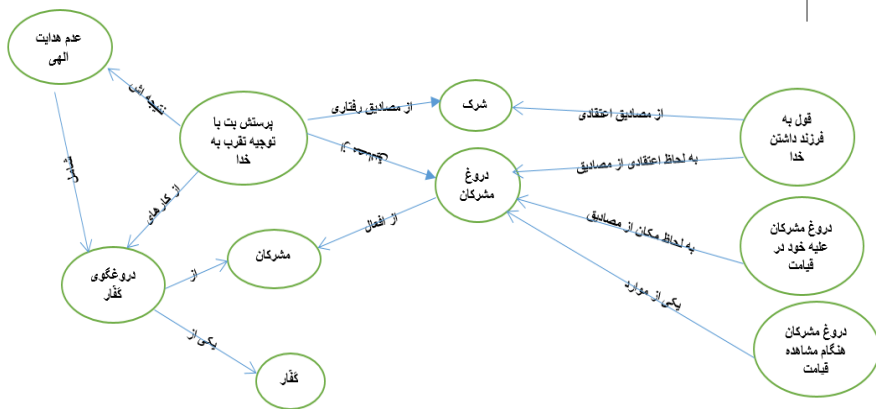 عدم هدایت
الهی
نتیجه اش
پرستش بت با
توجیه تقرب به
خدا
از مصادیق رفتاری
شرک
از مصادیق اعتقادی
قول به
فرزند داشتن
خدا
از مصادیق
دروغ
مشرکان
به لحاظ اعتقادی از مصادیق
شامل
از کارهای
از افعال
مشرکان
به لحاظ مکان از مصادیق
دروغ مشرکان
علیه خود در
قیامت
دروغگوی
کفّار
از
یکی از موارد
دروغ مشرکان
هنگام مشاهده
قیامت
یکی از
کفّار